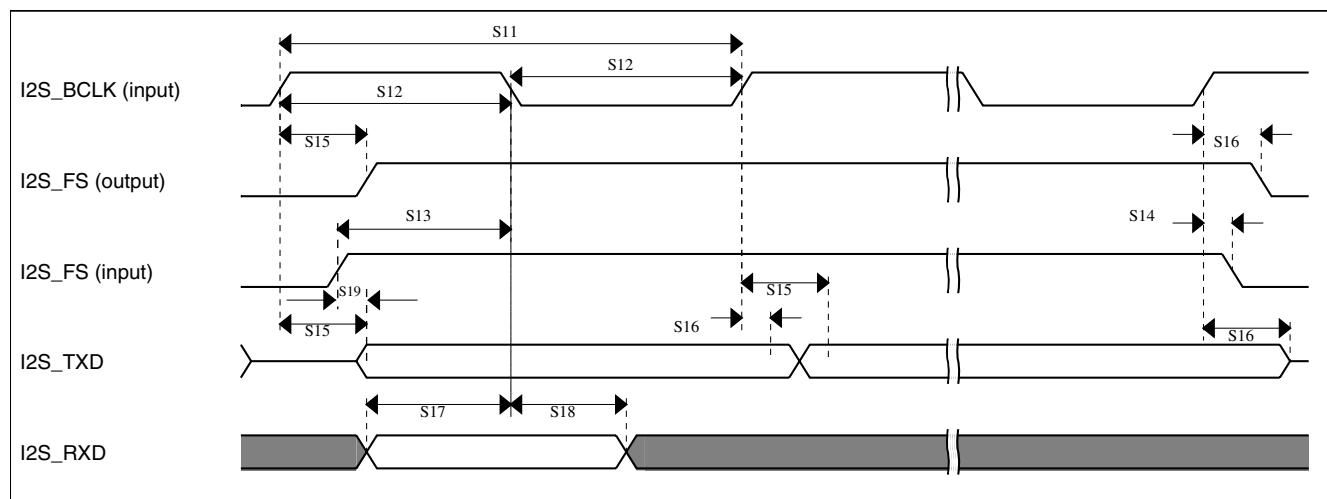 S11
I2S_BCLK (input)
S12
S12
S15
S16
I2S_FS (output)
S13
S14
I2S_FS (input)
S19
S15
S15
S16
S16
I2S_TXD
S17
S18
I2S_RXD